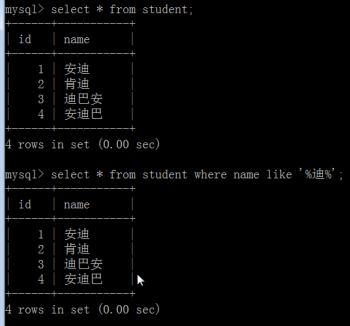 mysql> select * from student;
+------+-----------+
| id   | name      |
+------+-----------+
|    1 | 安迪      |
|    2 | 肯迪      |
|    3 | 迪巴安    |
|    4 | 安迪巴    |
+------+-----------+
4 rows in set (0.00 sec)
mysql> select * from student where name like '%迪%';
+------+-----------+
| id   | name      |
+------+-----------+
|    1 | 安迪      |
|    2 | 肯迪      |
|    3 | 迪巴安    |
|    4 | 安迪巴    |
+------+-----------+
4 rows in set (0.00 sec)